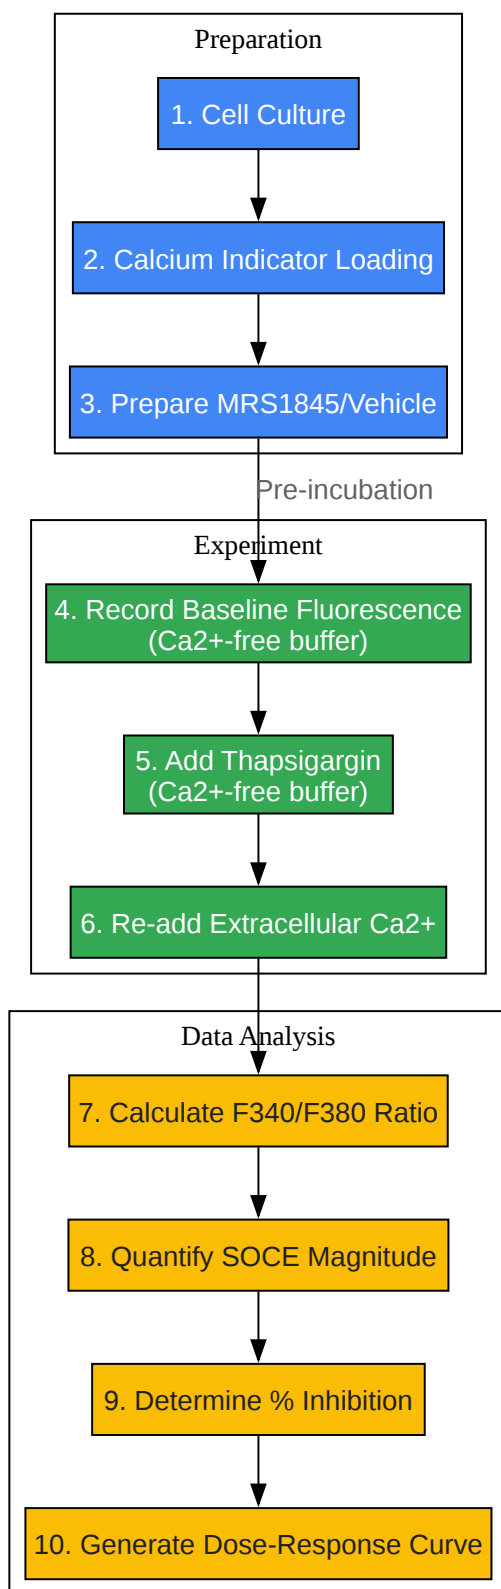 Preparation
1. Cell Culture
2. Calcium Indicator Loading
3. Prepare MRS1845/Vehicle
Pre-incubation
Experiment
4. Record Baseline Fluorescence
(Ca2+-free buffer)
5. Add Thapsigargin
(Ca2+-free buffer)
6. Re-add Extracellular Ca2+
Data Analysis
7. Calculate F340/F380 Ratio
8. Quantify SOCE Magnitude
9. Determine % Inhibition
10. Generate Dose-Response Curve